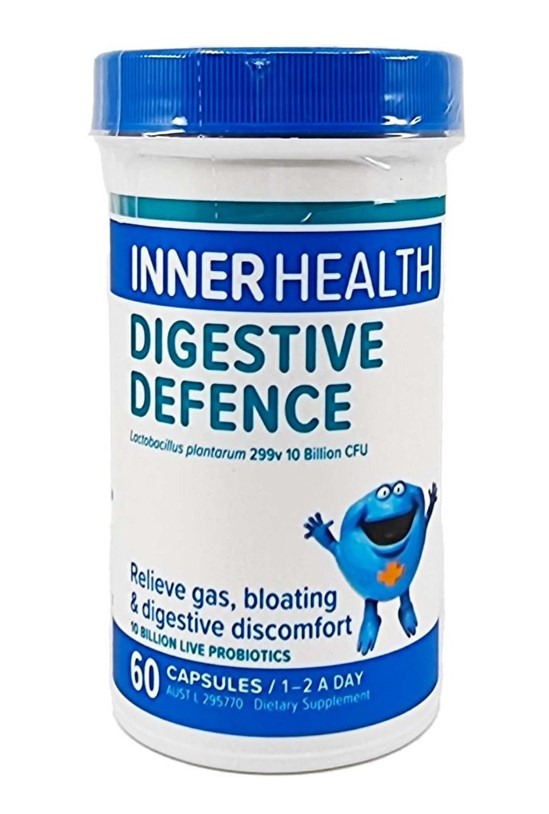 INNER HEALTH
DIGESTIVE
DEFENCE
Lactobacillus plantarum 299v 10 Billion CFU
Relieve gas, bloating
& digestive discomfort
10 BILLION LIVE PROBIOTICS
60 CAPSULES / 1–2 A DAY
AUST L 295770 Dietary Supplement